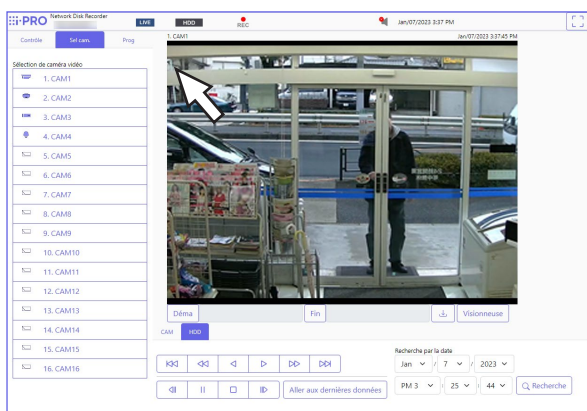 i-PRO Network Disk Recorder
LIVE
HDD
REC
Jan/07/2023 3:37 PM
Contrôle
Sel cam.
Prog
1. CAM1
Jan/07/2023 3:37:45 PM
Sélection de caméra vidéo
1. CAM1
2. CAM2
3. CAM3
4. CAM4
5. CAM5
6. CAM6
7. CAM7
8. CAM8
9. CAM9
10. CAM10
11. CAM11
12. CAM12
13. CAM13
14. CAM14
15. CAM15
16. CAM16
Déma
Fin
Visionneuse
CAM
HDD
Recherche par la date
Jan / 7 / 2023
PM 3 : 25 : 44
Recherche
Aller aux dernières données